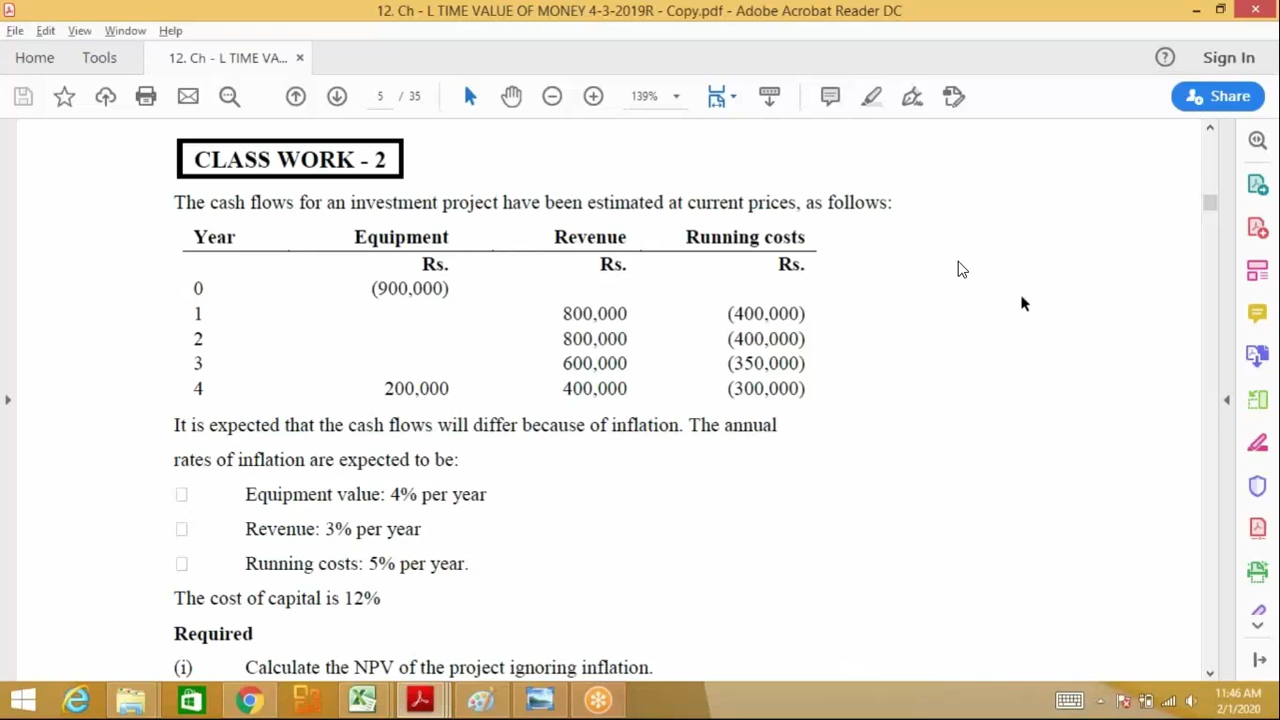 12. Ch - L TIME VALUE OF MONEY 4-3-2019R - Copy.pdf - Adobe Acrobat Reader DC
File Edit View Window Help
Home Tools 12. Ch - L TIME VA... × Sign In
5 / 35 139% Share
CLASS WORK - 2
The cash flows for an investment project have been estimated at current prices, as follows:
Year Equipment Revenue Running costs
Rs. Rs. Rs.
0 (900,000)
1 800,000 (400,000)
2 800,000 (400,000)
3 600,000 (350,000)
4 200,000 400,000 (300,000)
It is expected that the cash flows will differ because of inflation. The annual
rates of inflation are expected to be:
Equipment value: 4% per year
Revenue: 3% per year
Running costs: 5% per year.
The cost of capital is 12%
Required
(i) Calculate the NPV of the project ignoring inflation.
11:46 AM
2/1/2020